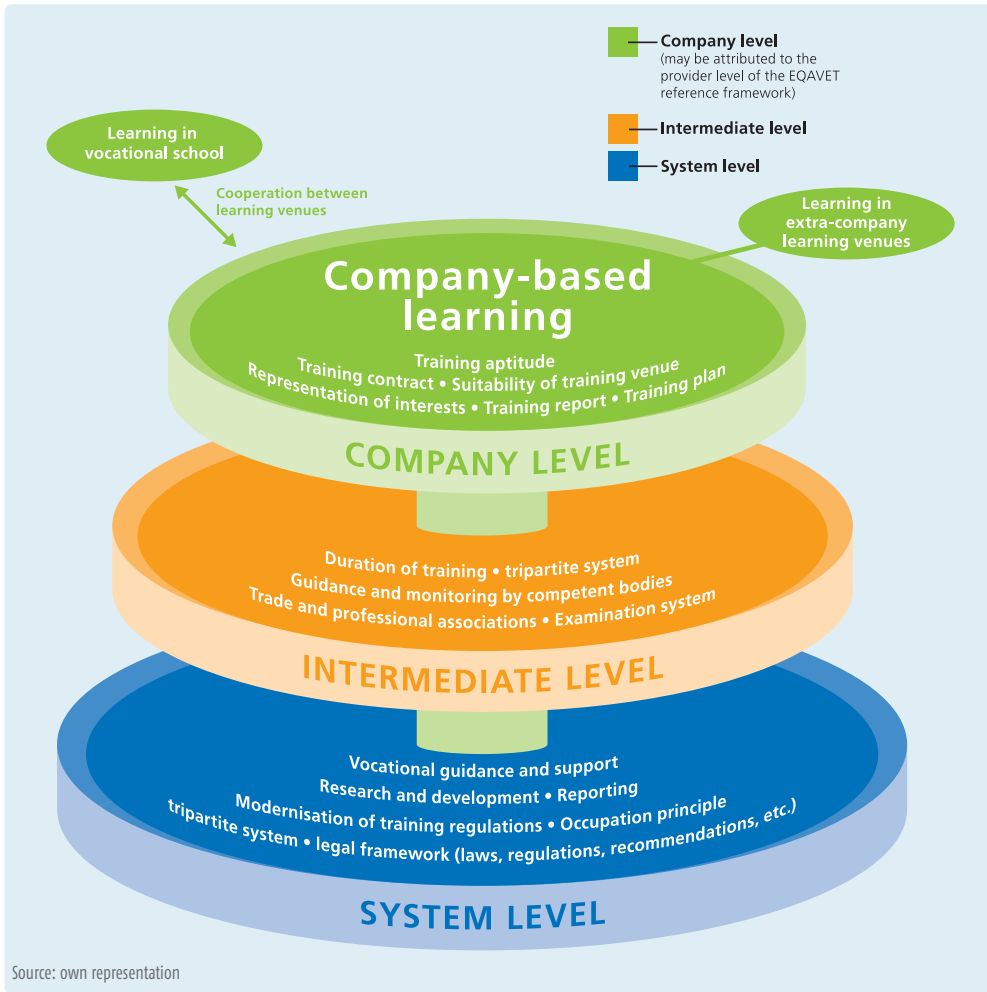 Company level
(may be attributed to the
provider level of the EQAVET
reference framework)
Intermediate level
System level
Learning in
vocational school
Cooperation between
learning venues
Learning in
extra-company
learning venues
Company-based
learning
Training aptitude
Training contract • Suitability of training venue
Representation of interests • Training report • Training plan
COMPANY LEVEL
Duration of training • tripartite system
Guidance and monitoring by competent bodies
Trade and professional associations • Examination system
INTERMEDIATE LEVEL
Vocational guidance and support
Research and development • Reporting
Modernisation of training regulations • Occupation principle
tripartite system • legal framework (laws, regulations, recommendations, etc.)
SYSTEM LEVEL
Source: own representation